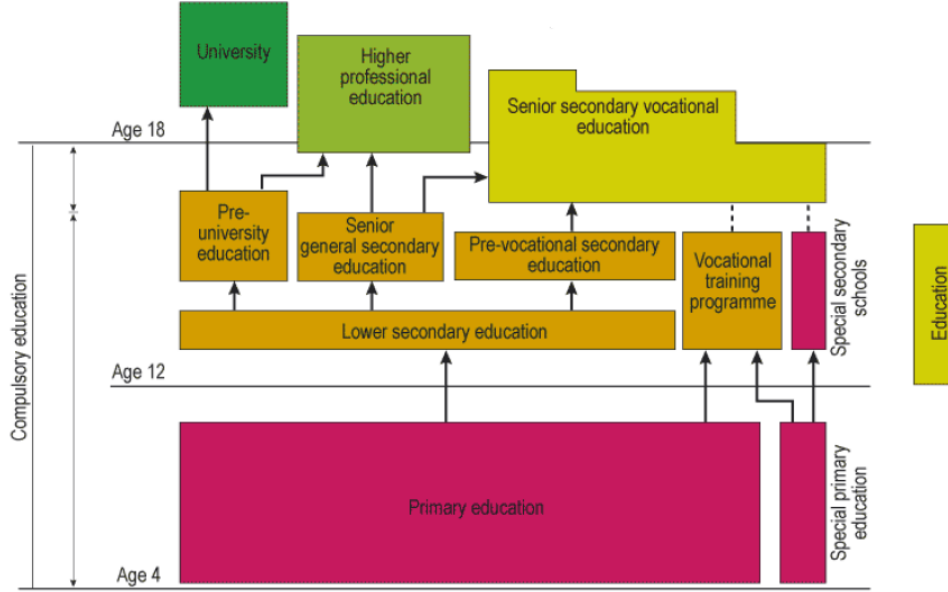 University
Higher
professional
education
Senior secondary vocational
education
Age 18
Pre-
university
education
Senior
general secondary
education
Pre-vocational secondary
education
Vocational
training
programme
Special secondary
schools
Education
Lower secondary education
Compulsory education
Age 12
Primary education
Special primary
education
Age 4